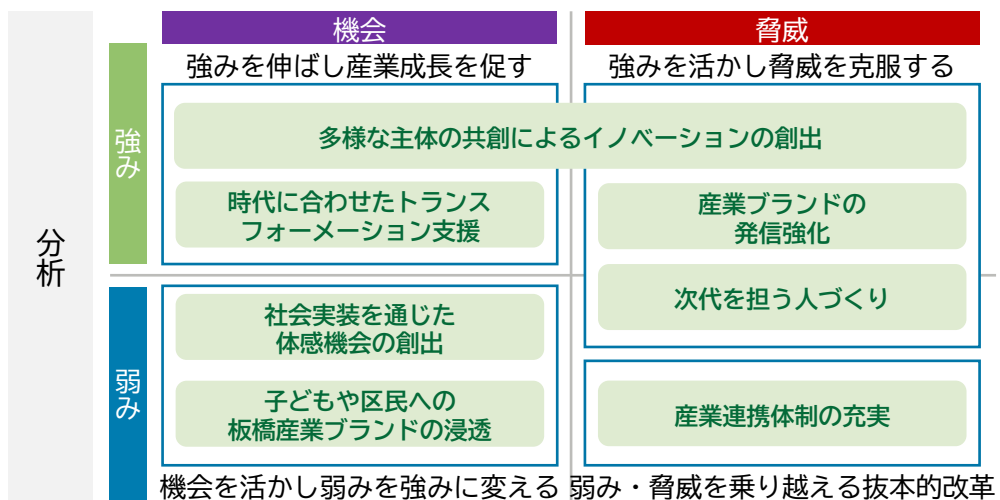 機会
脅威
強みを伸ばし産業成長を促す
強みを活かし脅威を克服する
分析
強み
多様な主体の共創によるイノベーションの創出
時代に合わせたトランス
フォーメーション支援
産業ブランドの
発信強化
次代を担う人づくり
弱み
社会実装を通じた
体感機会の創出
子どもや区民への
板橋産業ブランドの浸透
産業連携体制の充実
機会を活かし弱みを強みに変える
弱み・脅威を乗り越える抜本的改革